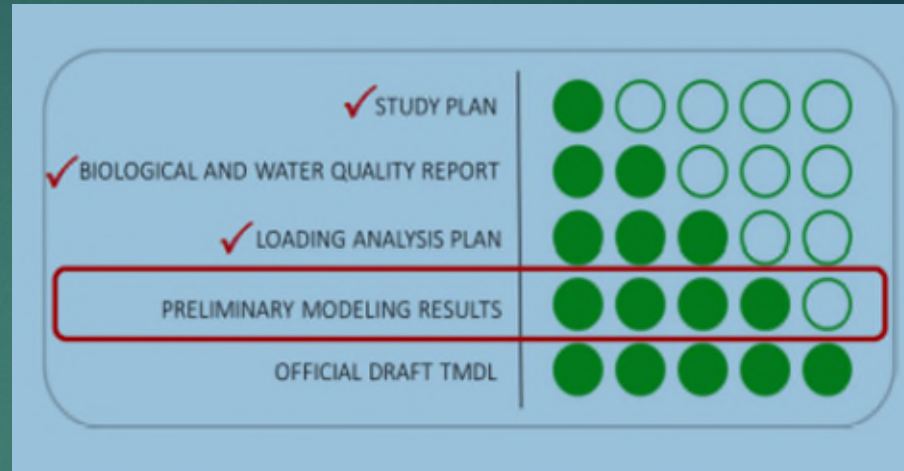 STUDY PLAN
BIOLOGICAL AND WATER QUALITY REPORT
LOADING ANALYSIS PLAN
PRELIMINARY MODELING RESULTS
OFFICIAL DRAFT TMDL